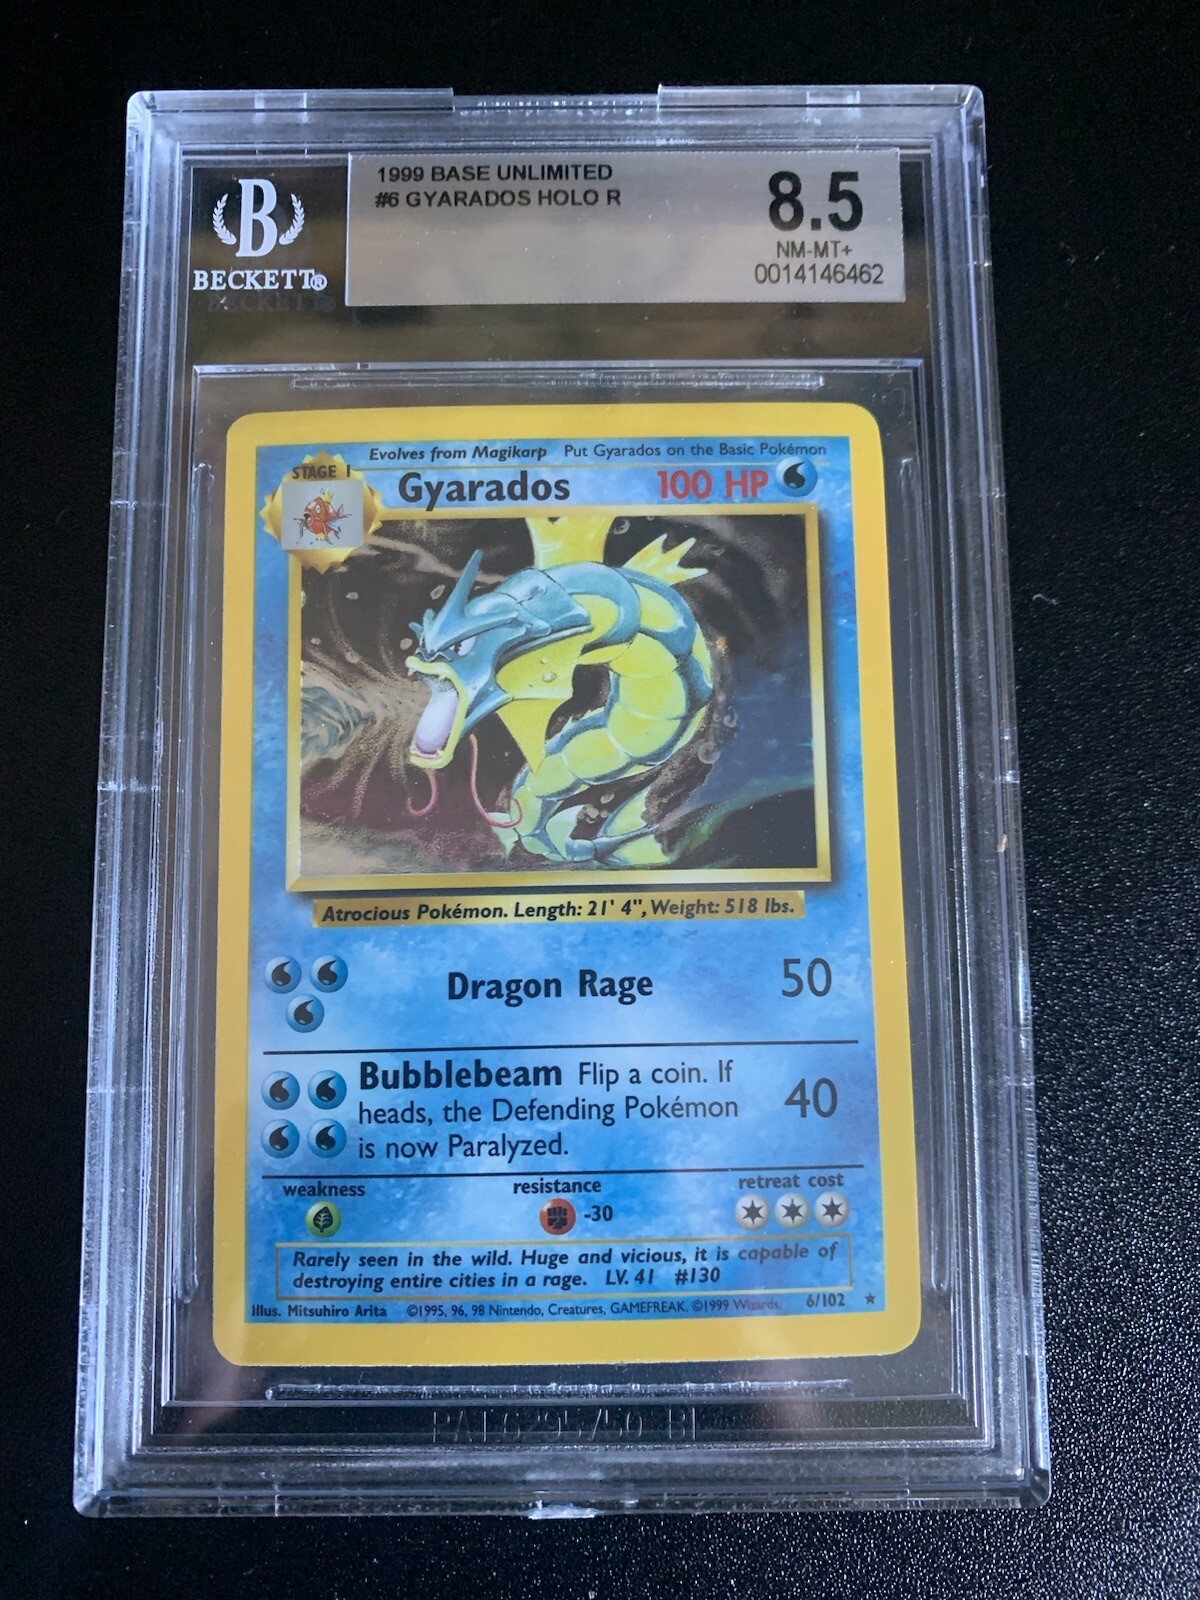 B
BECKETT®
1999 BASE UNLIMITED
#6 GYARADOS HOLO R
8.5
NM-MT+
0014146462
Evolves from Magikarp Put Gyarados on the Basic Pokémon
STAGE 1
Gyarados 100 HP
Atrocious Pokémon. Length: 21' 4", Weight: 518 lbs.
Dragon Rage 50
Bubblebeam Flip a coin. If
heads, the Defending Pokémon
is now Paralyzed.
40
weakness resistance retreat cost
-30
Rarely seen in the wild. Huge and vicious, it is capable of
destroying entire cities in a rage. LV. 41 #130
Illus. Mitsuhiro Arita ©1995, 96, 98 Nintendo, Creatures, GAMEFREAK. ©1999 Wizards. 6/102 ★